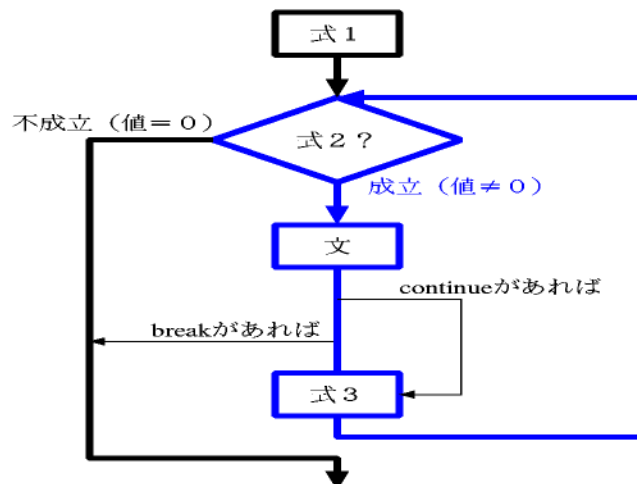 式１
不成立（値＝０）
式２？
成立（値≠０）
文
continueがあれば
breakがあれば
式３